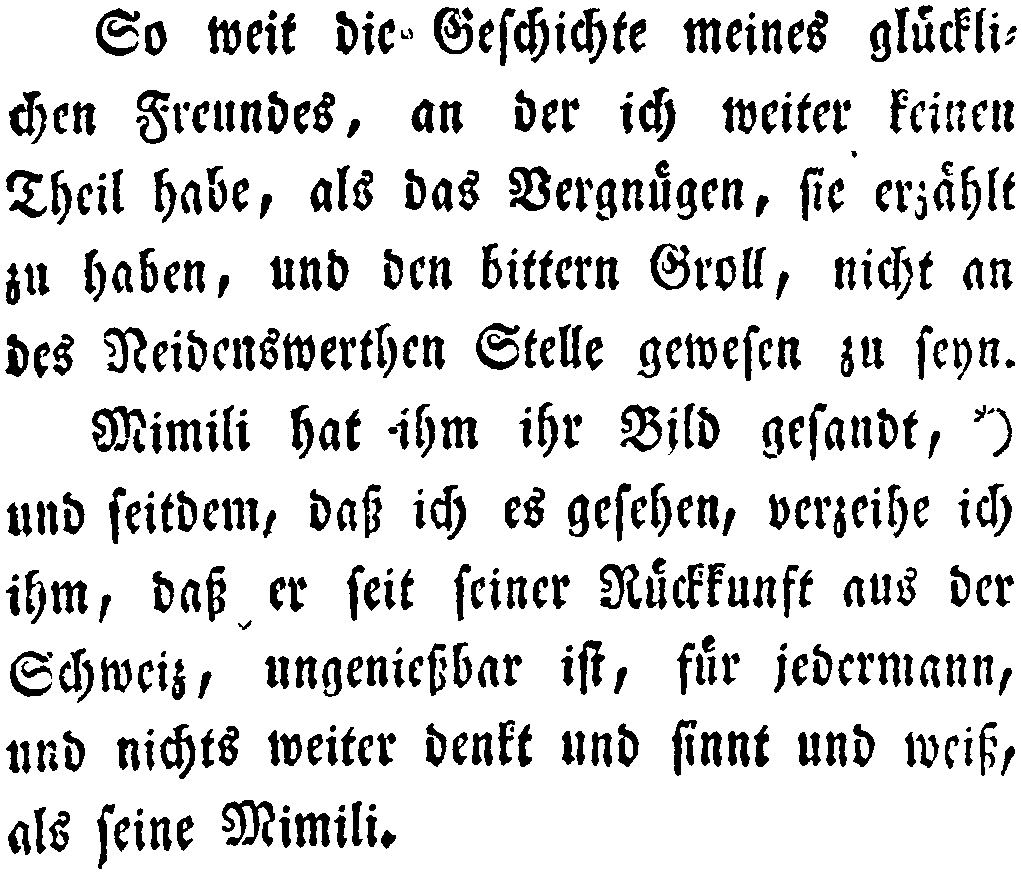 So weit die Geſchichte meines glückli⸗
chen Freundes, an der ich weiter keinen
Theil habe, als das Vergnügen, ſie erzählt
zu haben, und den bittern Groll, nicht an
des Neidenswerthen Stelle geweſen zu ſeyn.
Mimili hat ihm ihr Bild geſandt, *)
und ſeitdem, daß ich es geſehen, verzeihe ich
ihm, daß er ſeit ſeiner Rückkunft aus der
Schweiz, ungenießbar iſt, für jedermann,
und nichts weiter denkt und ſinnt und weiß,
als ſeine Mimili.